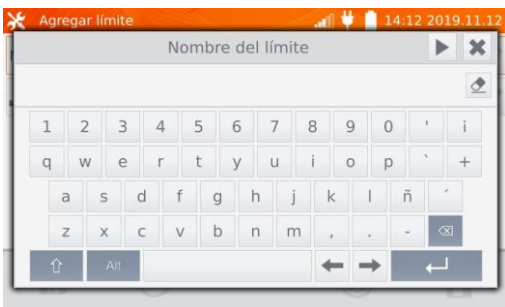 Agregar límite 14:12 2019.11.12
Nombre del límite
1 2 3 4 5 6 7 8 9 0 ' ¡
q w e r t y u i o p ` +
a s d f g h j k l ñ ´
z x c v b n m , . -
Alt